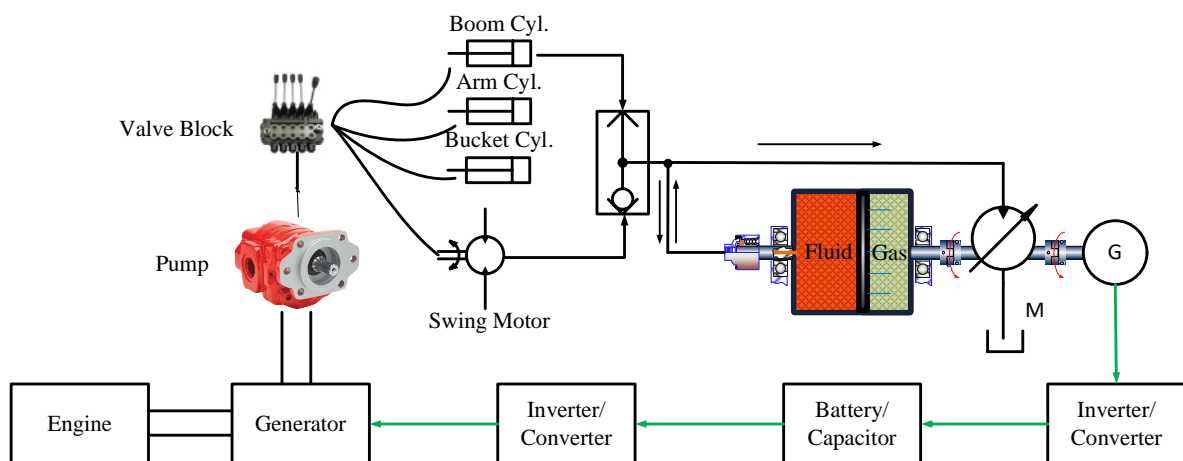 Boom Cyl.
Arm Cyl.
Valve Block
Bucket Cyl.
Pump
Fluid
Gas
G
Swing Motor
M
Engine
Generator
Inverter/
Converter
Battery/
Capacitor
Inverter/
Converter